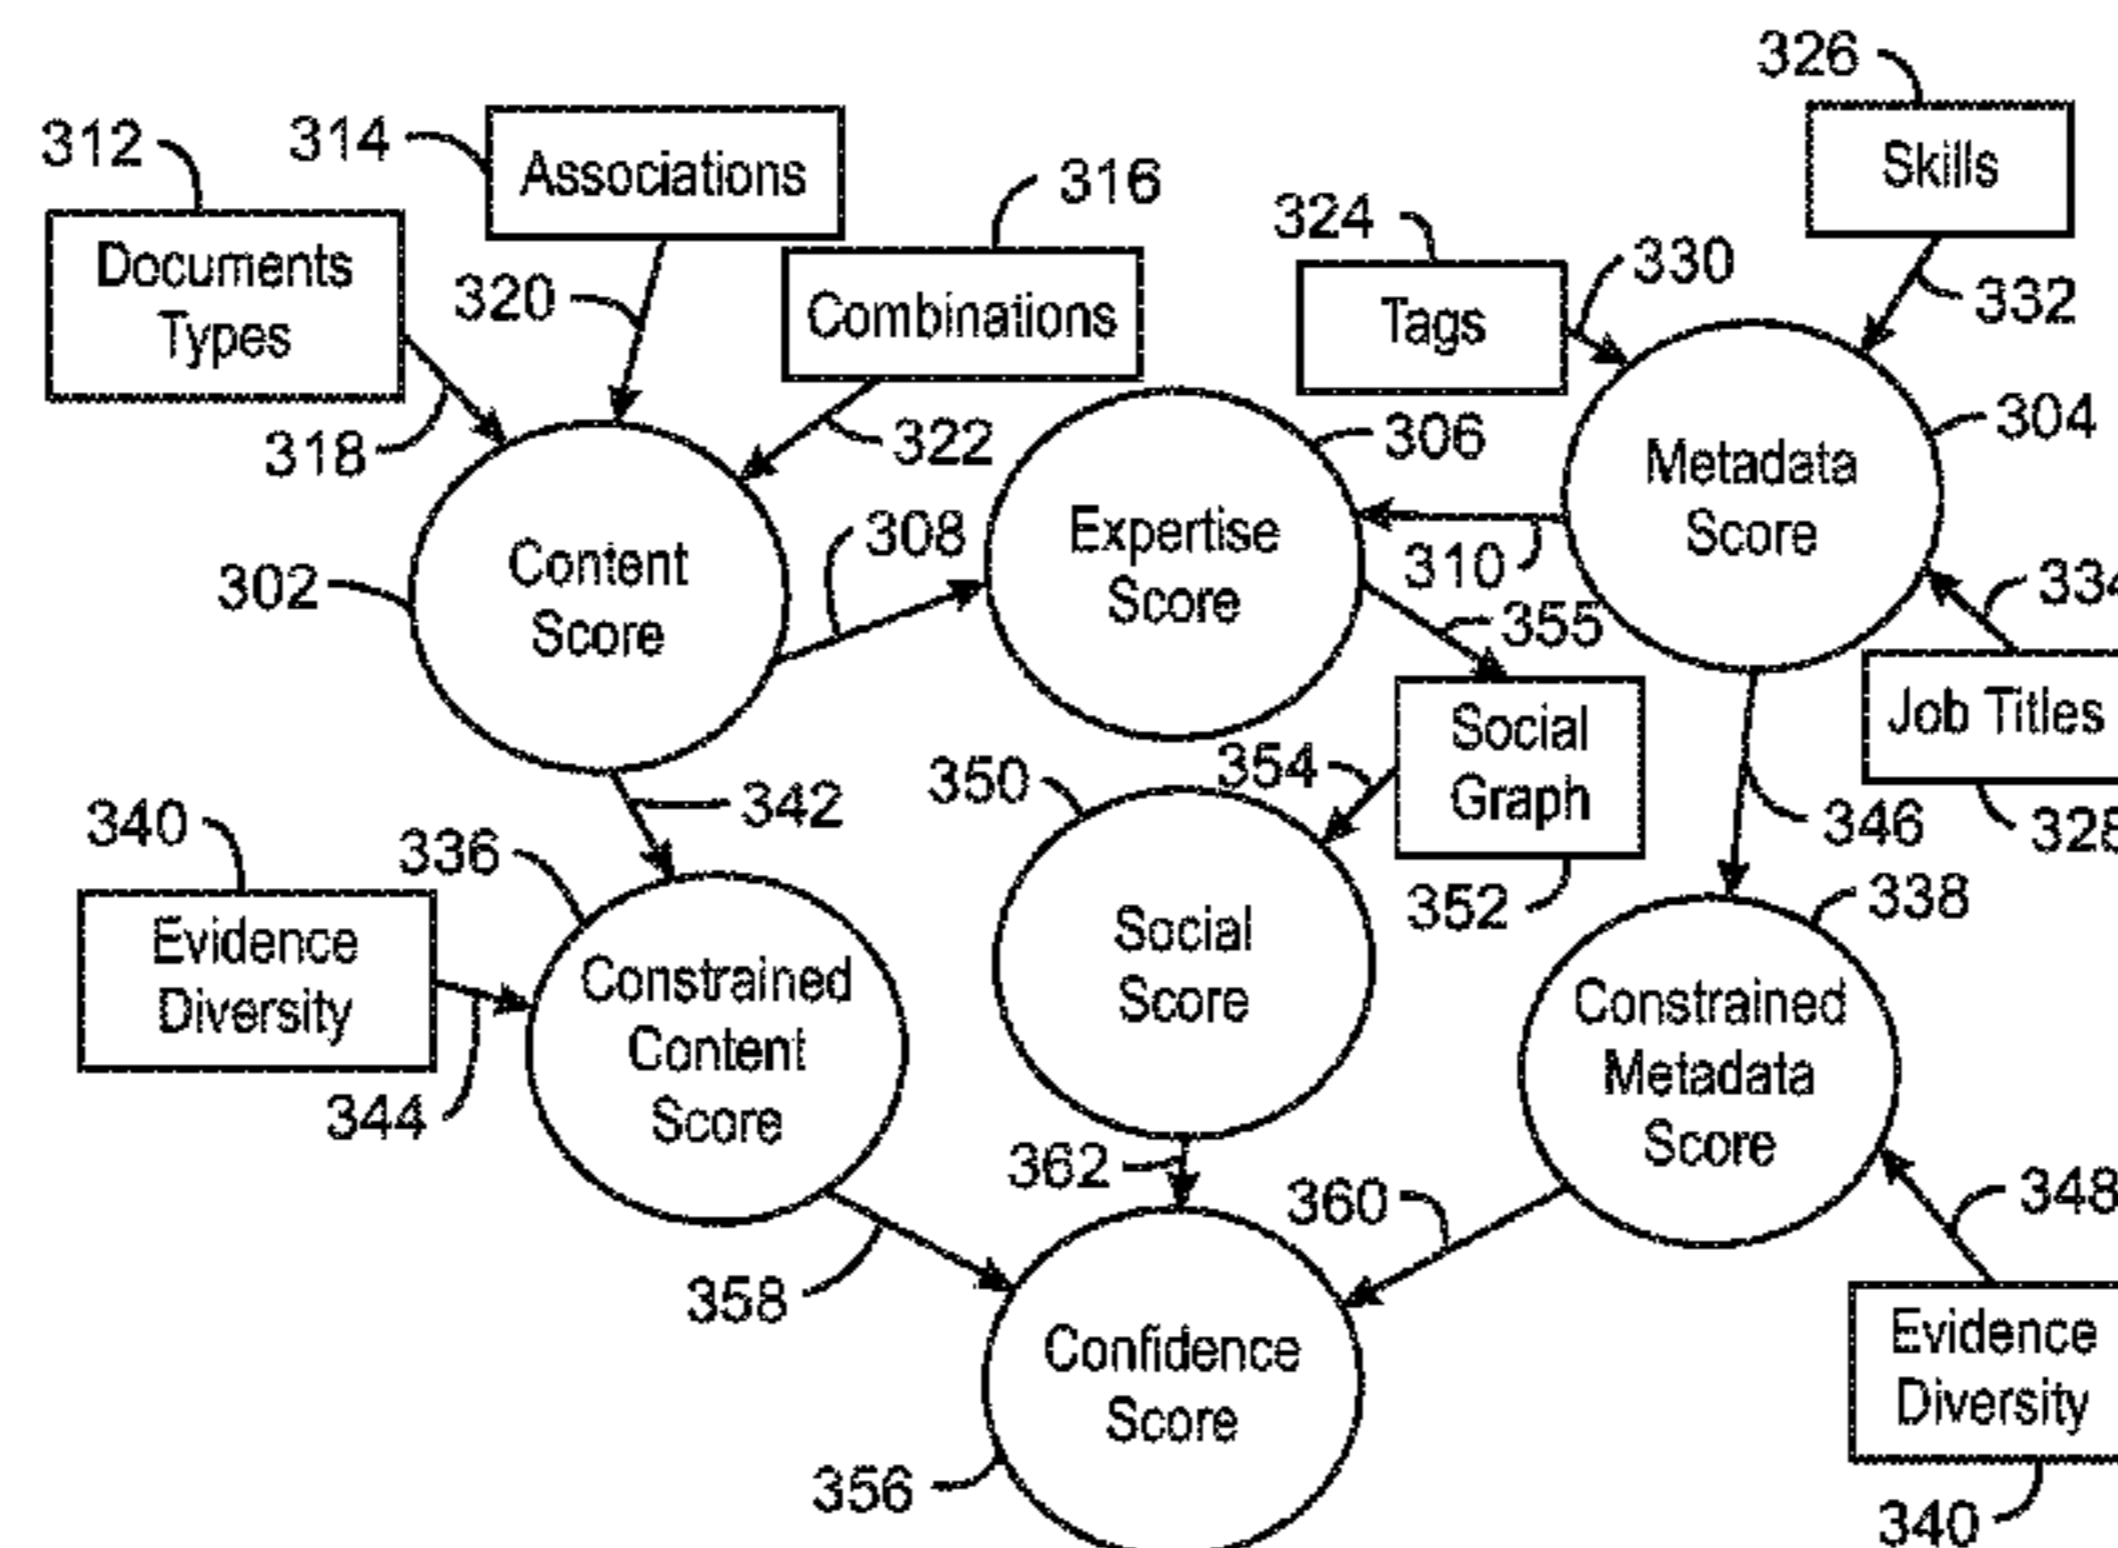 326
312
314
Associations
316
Skills
324
Documents
Types
320
Combinations
330
Tags
332
318
322
306
304
Metadata
Score
308
Expertise
Score
310
302
Content
Score
334
355
Job Titles
Social
Graph
350
354
342
346
328
340
336
352
338
Evidence
Diversity
Constrained
Content
Score
Social
Score
Constrained
Metadata
Score
344
362
360
348
358
Confidence
Score
Evidence
Diversity
356
340